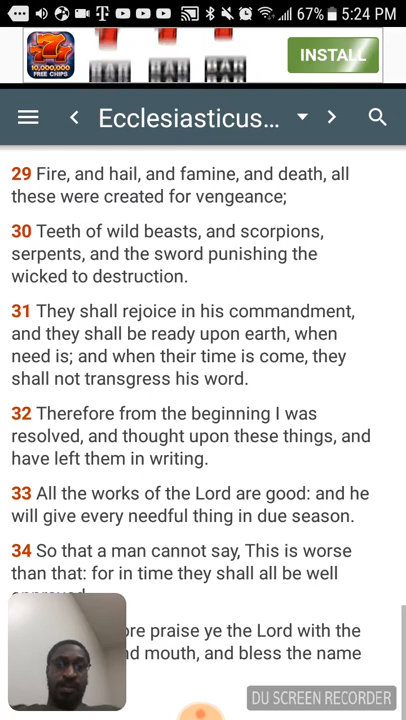 67% 5:24 PM
10,000,000
FREE CHIPS
INSTALL
Ecclesiasticus...
29 Fire, and hail, and famine, and death, all
these were created for vengeance;
30 Teeth of wild beasts, and scorpions,
serpents, and the sword punishing the
wicked to destruction.
31 They shall rejoice in his commandment,
and they shall be ready upon earth, when
need is; and when their time is come, they
shall not transgress his word.
32 Therefore from the beginning I was
resolved, and thought upon these things, and
have left them in writing.
33 All the works of the Lord are good: and he
will give every needful thing in due season.
34 So that a man cannot say, This is worse
than that: for in time they shall all be well
praise ye the Lord with the
mouth, and bless the name
DU SCREEN RECORDER